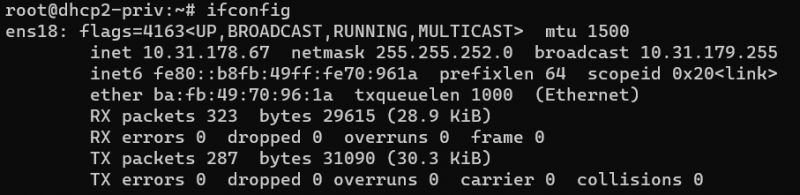 root@dhcp2-priv:~# ifconfig
ens18: flags=4163<UP,BROADCAST,RUNNING,MULTICAST>  mtu 1500
        inet 10.31.178.67  netmask 255.255.252.0  broadcast 10.31.179.255
        inet6 fe80::b8fb:49ff:fe70:961a  prefixlen 64  scopeid 0x20<link>
        ether ba:fb:49:70:96:1a  txqueuelen 1000  (Ethernet)
        RX packets 323  bytes 29615 (28.9 KiB)
        RX errors 0  dropped 0  overruns 0  frame 0
        TX packets 287  bytes 31090 (30.3 KiB)
        TX errors 0  dropped 0 overruns 0  carrier 0  collisions 0